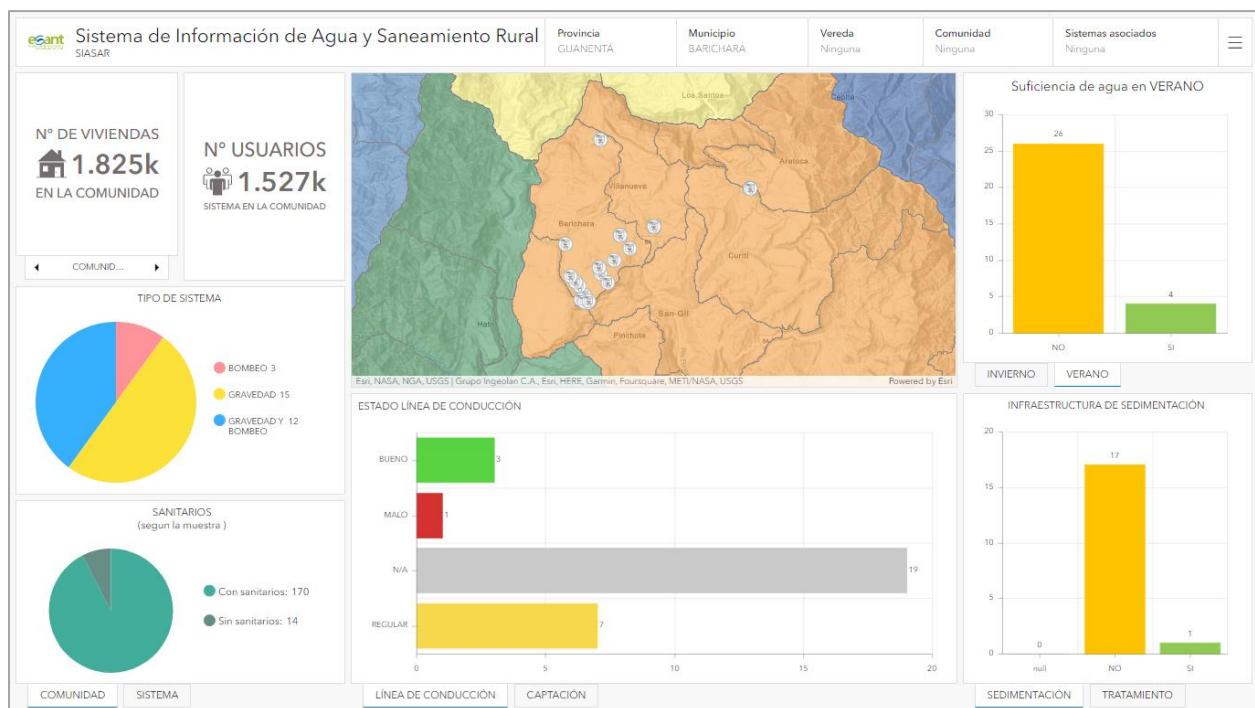 esant
Sistema de Información de Agua y Saneamiento Rural
SIASAR
Provincia
GUANENTÁ
Municipio
BARICHARA
Vereda
Ninguna
Comunidad
Ninguna
Sistemas asociados
Ninguna
N° DE VIVIENDAS
1.825k
EN LA COMUNIDAD
COMUNID...
N° USUARIOS
1.527k
SISTEMA EN LA COMUNIDAD
TIPO DE SISTEMA
BOMBEO 3
GRAVEDAD 15
GRAVEDAD Y 12
BOMBEO
SANITARIOS
(segun la muestra )
Con sanitarios: 170
Sin sanitarios: 14
COMUNIDAD
SISTEMA
Los Santos
Cepita
Aratoca
Villanueva
Barichara
Curití
San-Gil
Pinchote
Hat
Esri, NASA, NGA, USGS | Grupo Ingeolan C.A., Esri, HERE, Garmin, Foursquare, METI/NASA, USGS
Powered by Esri
ESTADO LÍNEA DE CONDUCCIÓN
BUENO
3
MALO
1
N/A
19
REGULAR
7
0
5
10
15
20
LÍNEA DE CONDUCCIÓN
CAPTACIÓN
Suficiencia de agua en VERANO
30
25
20
15
10
5
0
26
4
NO
SI
INVIERNO
VERANO
INFRAESTRUCTURA DE SEDIMENTACIÓN
20
15
10
5
0
0
17
1
null
NO
SI
SEDIMENTACIÓN
TRATAMIENTO